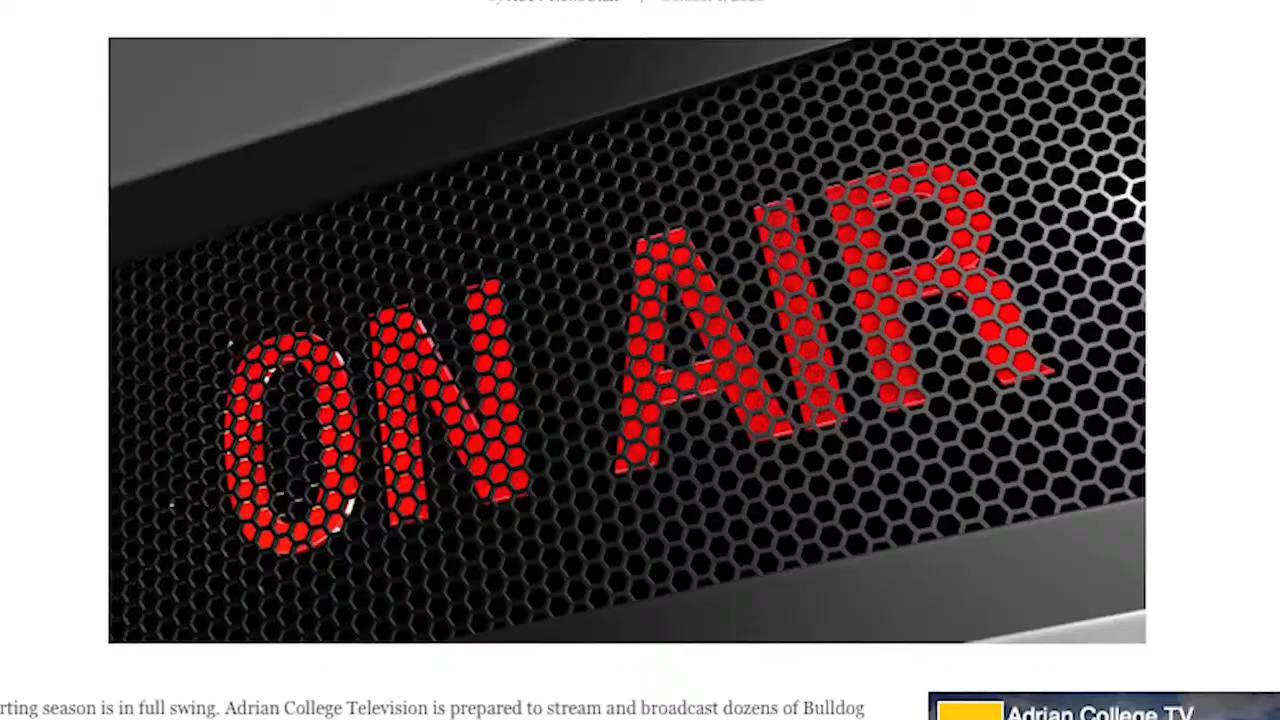 ON AIR
rting season is in full swing. Adrian College Television is prepared to stream and broadcast dozens of Bulldog
Adrian College TV